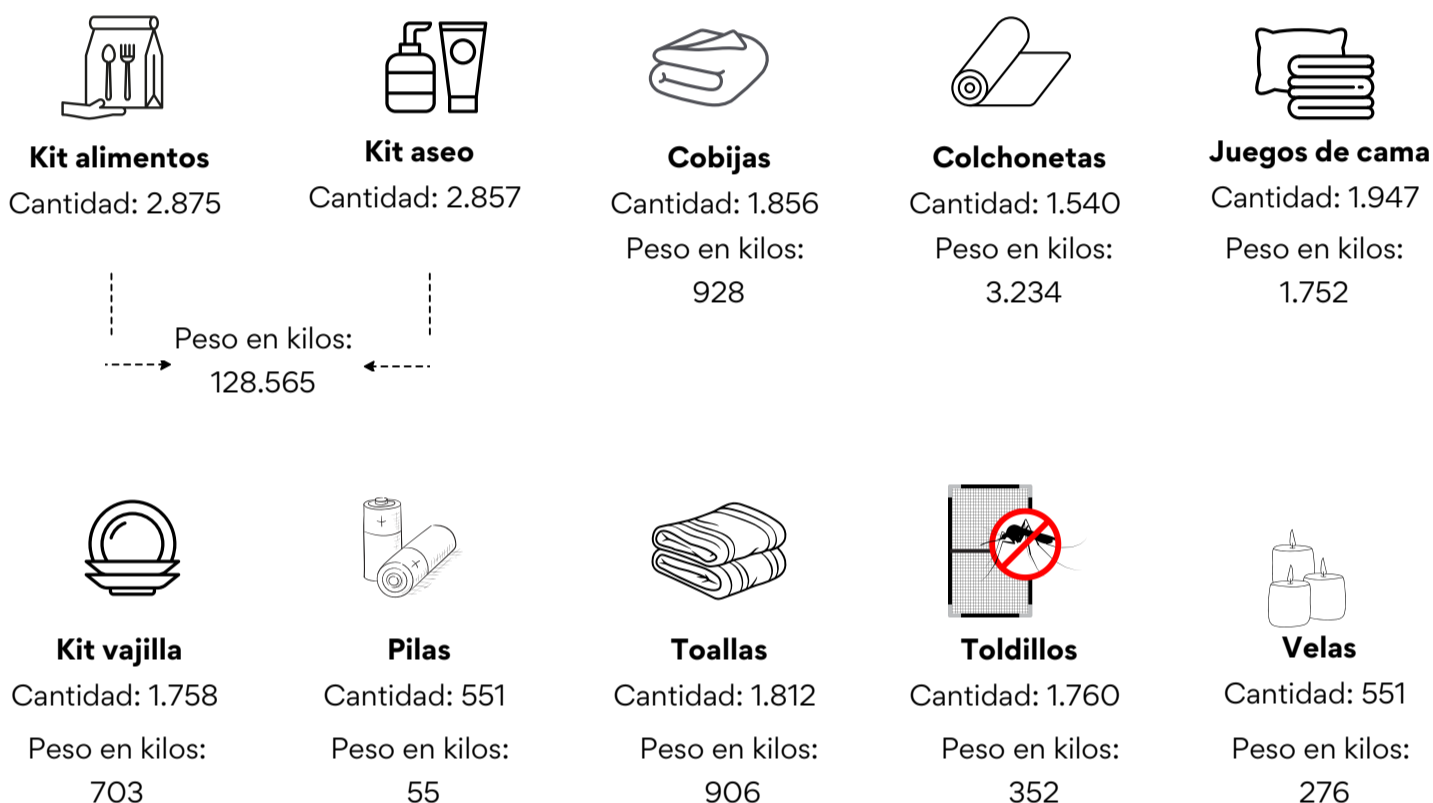 Kit alimentos
Cantidad: 2.875
Kit aseo
Cantidad: 2.857
Peso en kilos:
128.565
Cobijas
Cantidad: 1.856
Peso en kilos:
928
Colchonetas
Cantidad: 1.540
Peso en kilos:
3.234
Juegos de cama
Cantidad: 1.947
Peso en kilos:
1.752
Kit vajilla
Cantidad: 1.758
Peso en kilos:
703
Pilas
Cantidad: 551
Peso en kilos:
55
Toallas
Cantidad: 1.812
Peso en kilos:
906
Toldillos
Cantidad: 1.760
Peso en kilos:
352
Velas
Cantidad: 551
Peso en kilos:
276